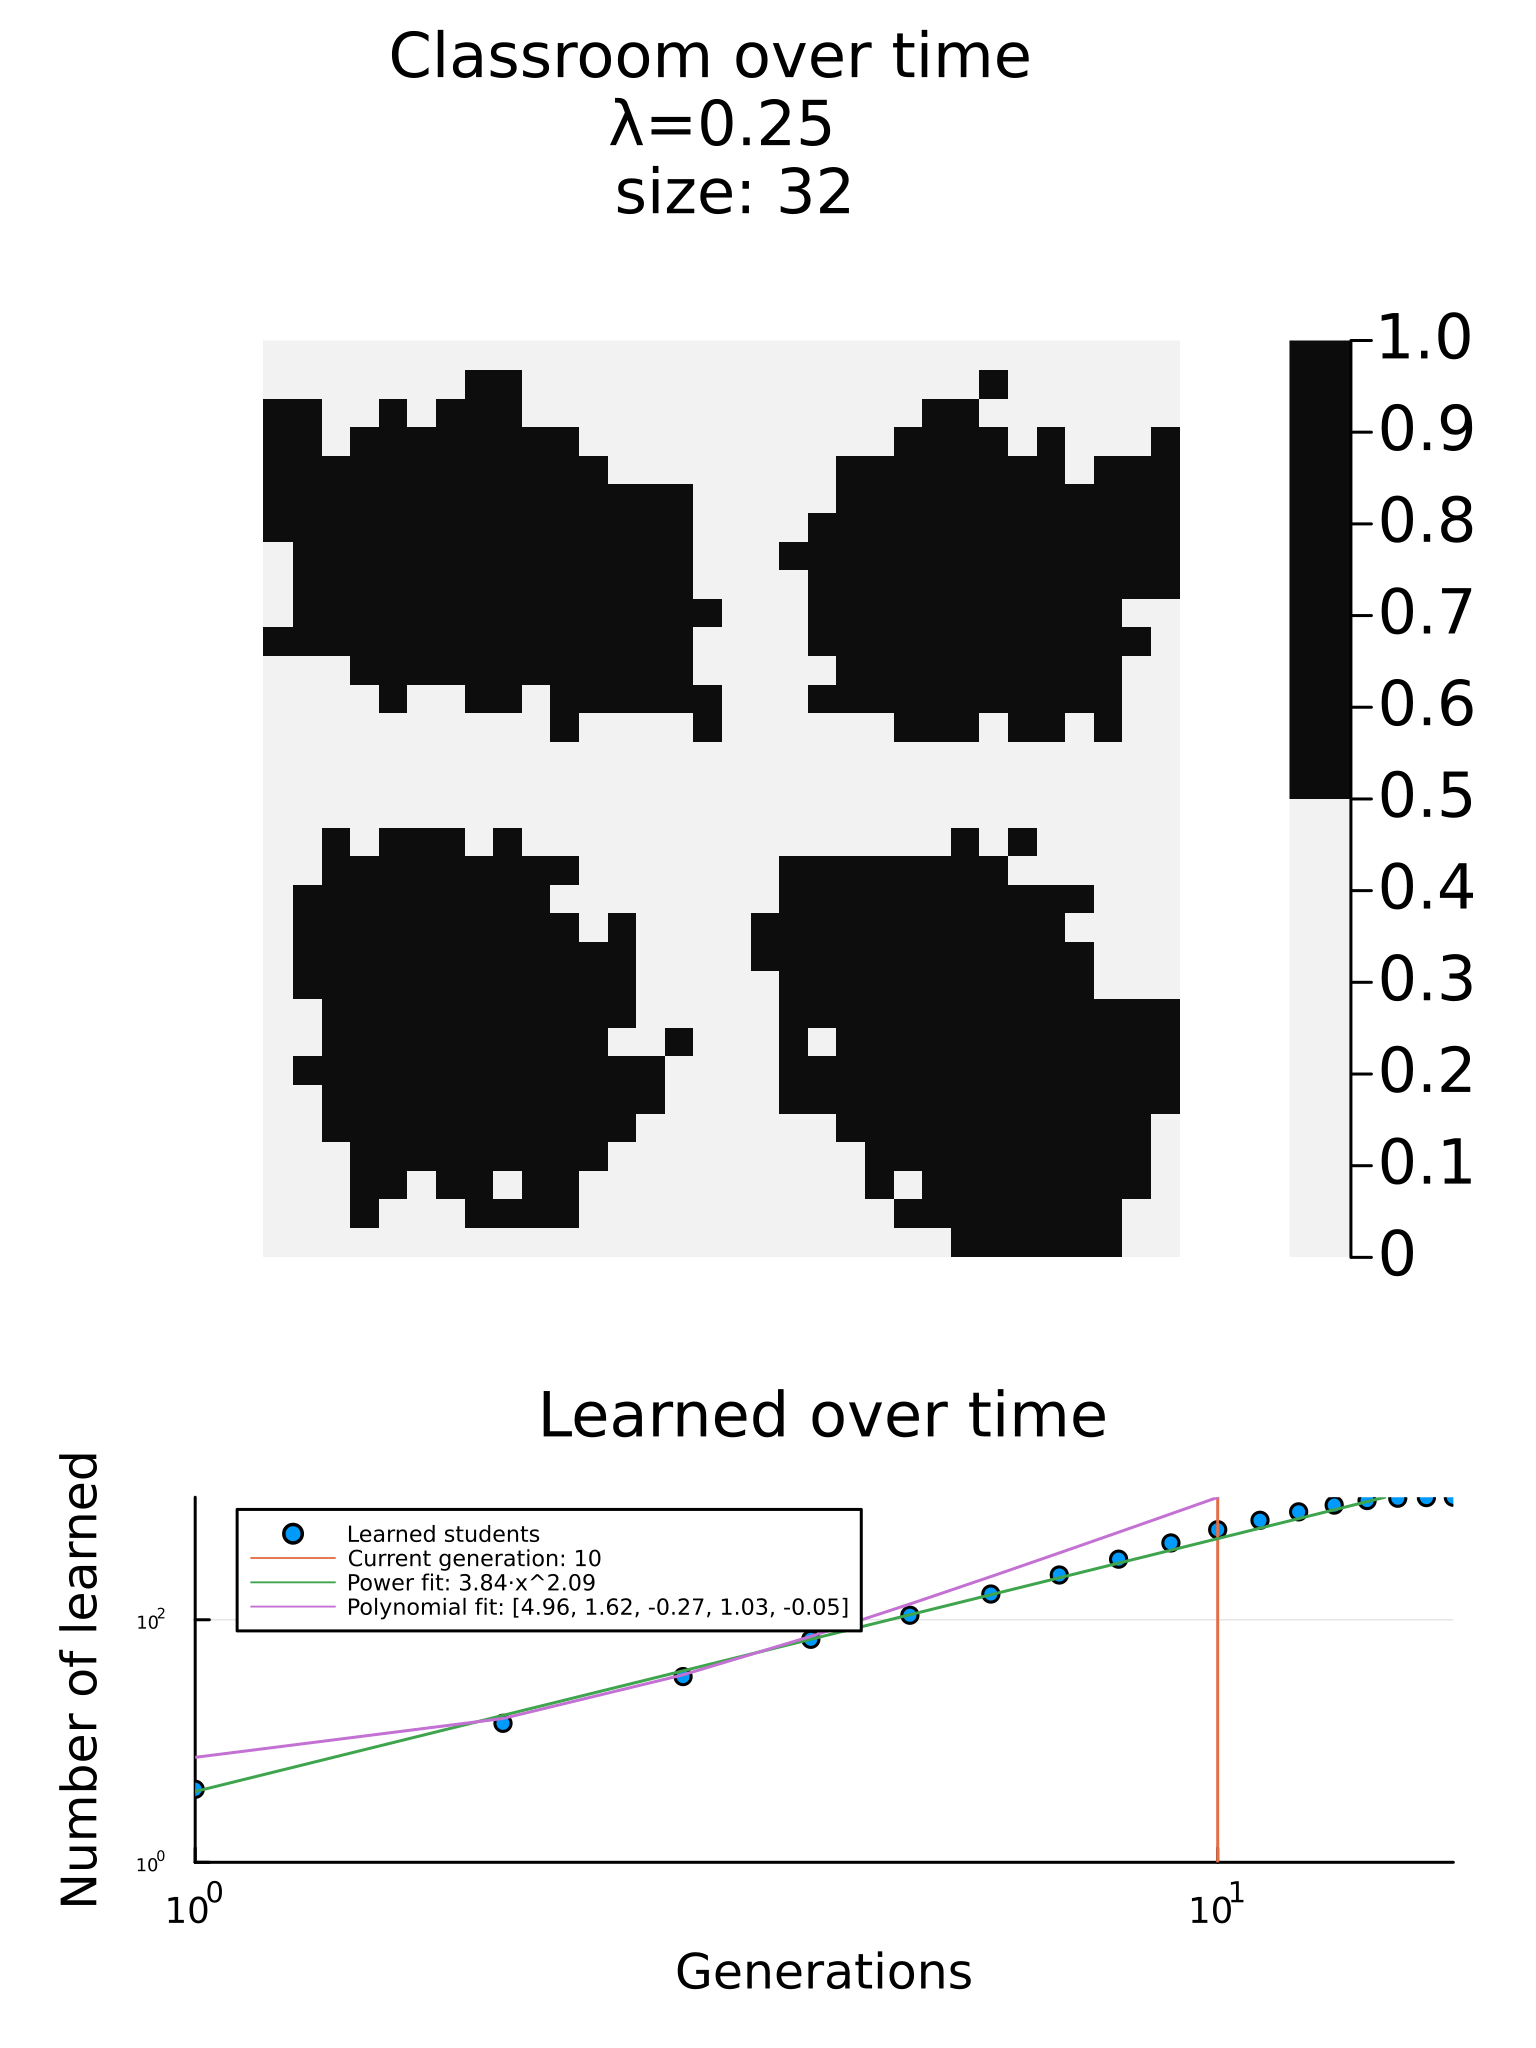 Classroom over time
λ=0.25
size: 32
1.0
0.9
0.8
0.7
0.6
0.5
0.4
0.3
0.2
0.1
0
Learned over time
Number of learned
Learned students
Current generation: 10
Power fit: 3.84·x^2.09
Polynomial fit: [4.96, 1.62, -0.27, 1.03, -0.05]
10²
10⁰
10⁰
10¹
Generations